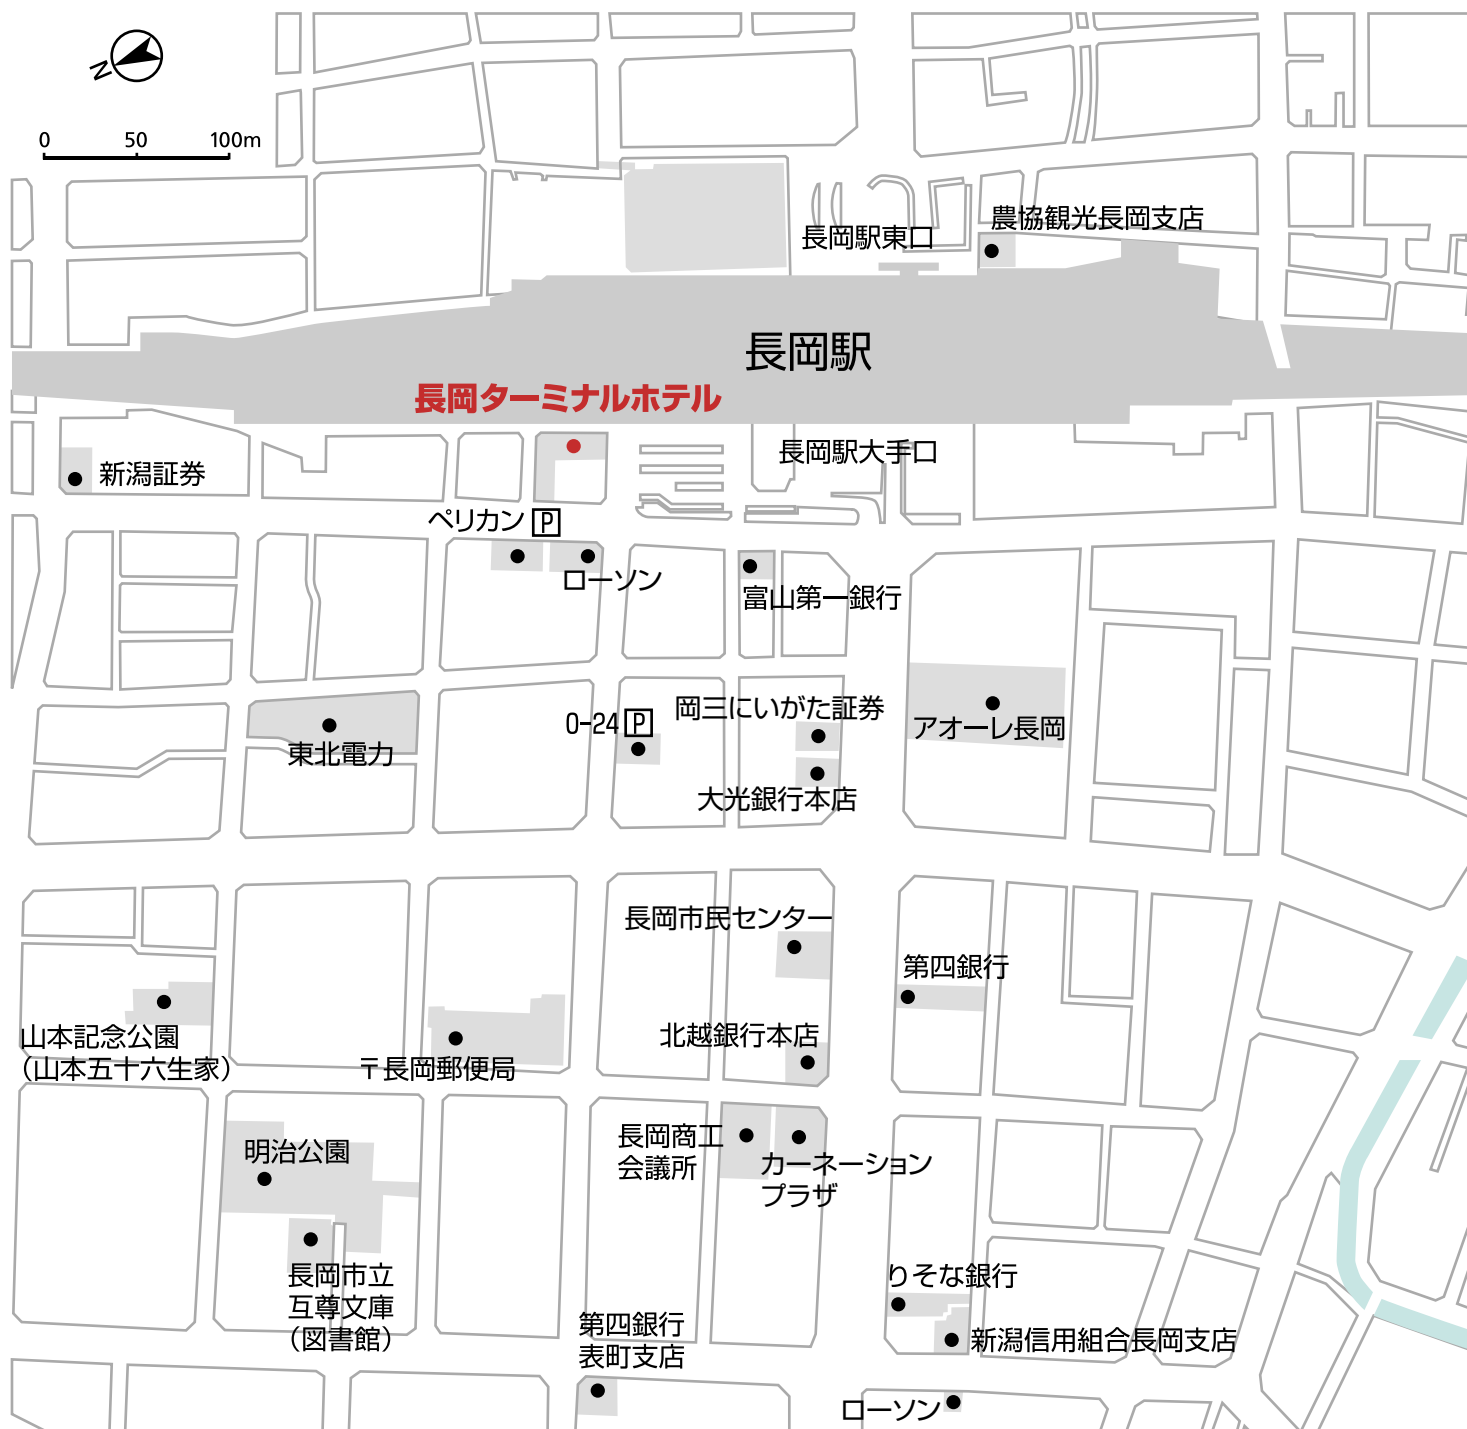 N
0 50 100m
農協観光長岡支店
長岡駅東口
長岡駅
長岡ターミナルホテル
長岡駅大手口
新潟証券
ペリカン P
ローソン
富山第一銀行
岡三にいがた証券
0-24 P
アオーレ長岡
東北電力
大光銀行本店
長岡市民センター
第四銀行
山本記念公園
(山本五十六生家)
北越銀行本店
〒長岡郵便局
長岡商工
会議所
カーネーション
プラザ
明治公園
長岡市立
互尊文庫
(図書館)
りそな銀行
第四銀行
表町支店
新潟信用組合長岡支店
ローソン